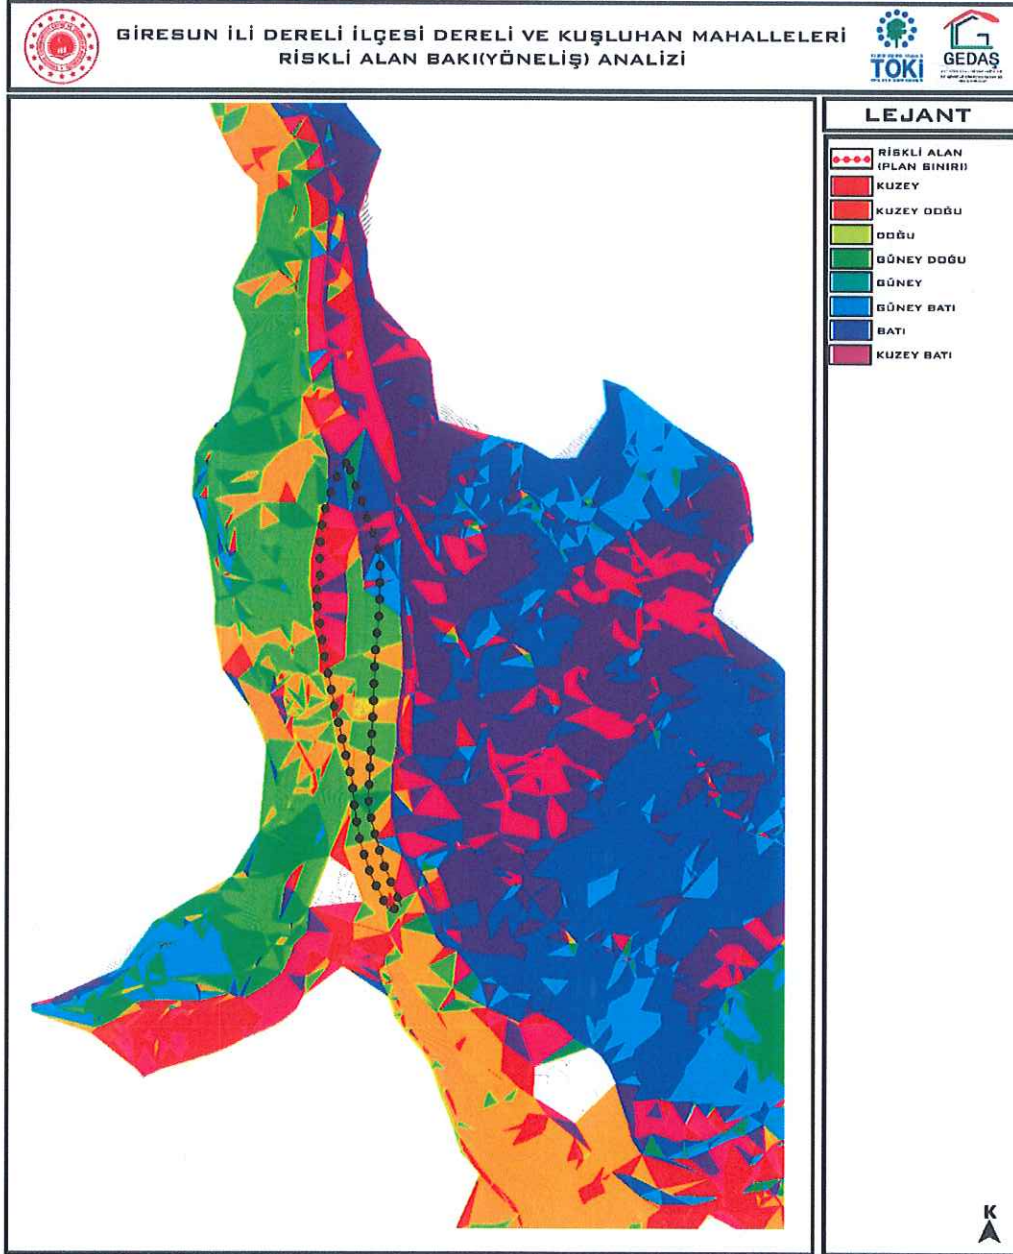 GİRESUN İLİ DERELİ İLÇESİ DERELİ VE KUŞLUHAN MAHALLELERİ
RİSKLİ ALAN BAKI(YÖNELİŞ) ANALİZİ
TOKİ
GEDAŞ
LEJANT
RİSKLİ ALAN
(PLAN SINIRI)
KUZEY
KUZEY DOĞU
DOĞU
GÜNEY DOĞU
GÜNEY
GÜNEY BATI
BATI
KUZEY BATI
K